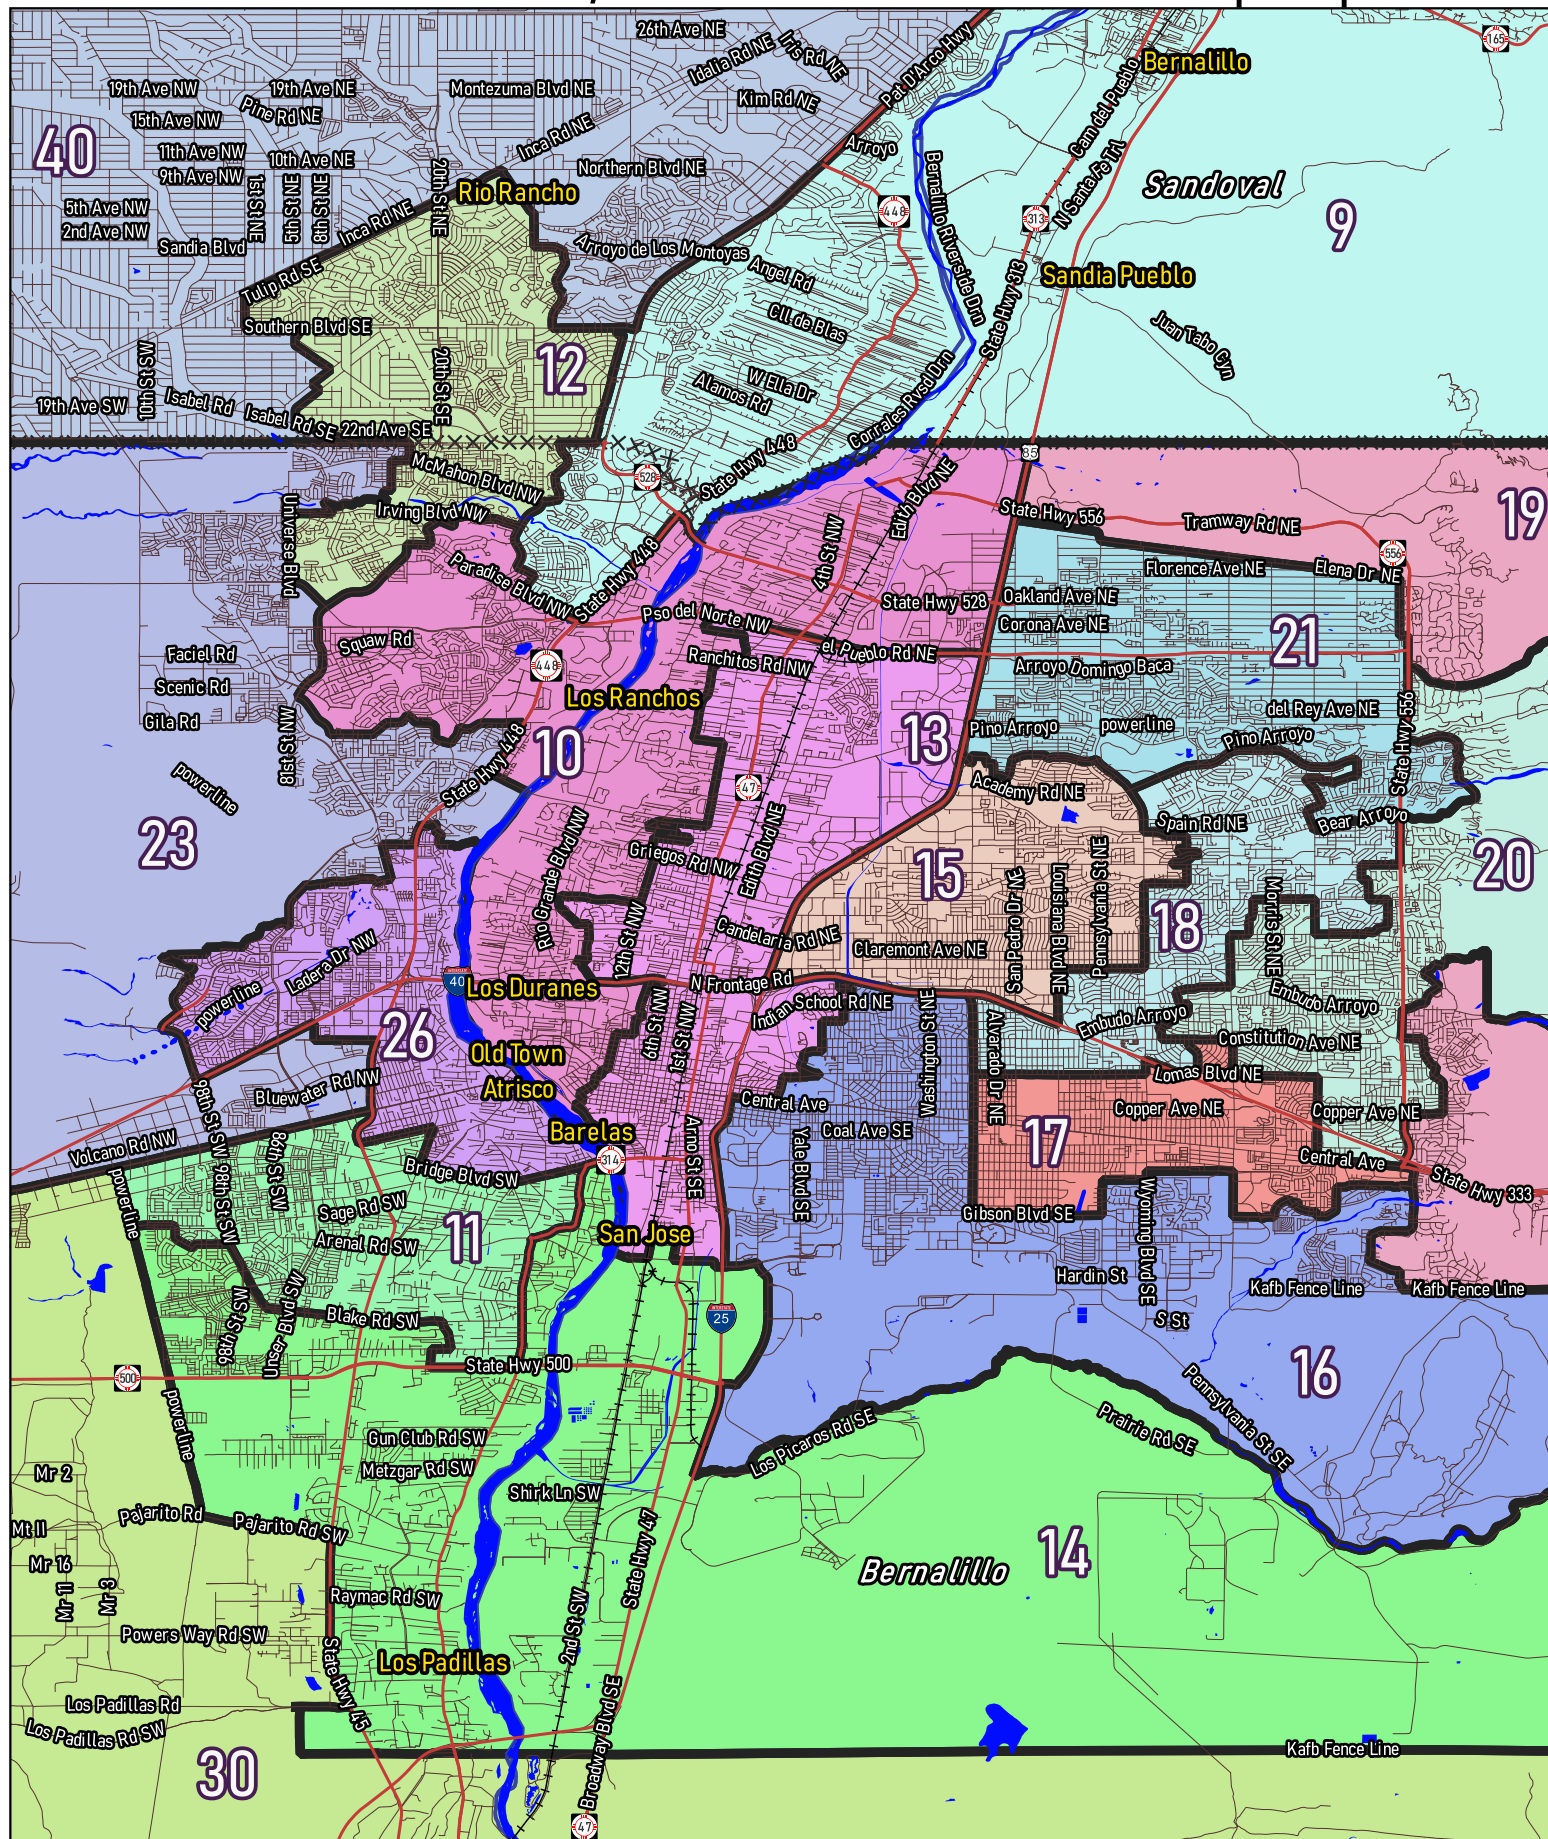 26th Ave NE
Idalia Rd NE
Iris Rd NE
Pat D'Arco Hwy
165
Bernalillo
19th Ave NW
19th Ave NE
Montezuma Blvd NE
Kim Rd NE
Pine Rd NE
15th Ave NW
Cam del Pueblo
40
11th Ave NW
10th Ave NE
Inca Rd NE
Arroyo
9th Ave NW
Northern Blvd NE
20th St NE
Rio Rancho
N Santa Fe Trl
Sandoval
1st St NE
5th St NE
8th St NE
5th Ave NW
448
313
9
2nd Ave NW
Inca Rd NE
Bernalillo Riverside Drn
Sandia Blvd
Arroyo de Los Montoyas
Angel Rd
Sandia Pueblo
Tulip Rd SE
State Hwy 313
Southern Blvd SE
Cll de Blas
Juan Tabo Cyn
12
10th St SW
20th St SE
W Ella Dr
Alamos Rd
19th Ave SW
Isabel Rd
Isabel Rd SE
22nd Ave SE
Corrales Rvsd Drn
State Hwy 448
85
McMahon Blvd NW
528
Edith Blvd NE
Irving Blvd NW
Universe Blvd
State Hwy 556
Tramway Rd NE
19
4th St NW
556
Paradise Blvd NW
State Hwy 448
Florence Ave NE
Elena Dr NE
State Hwy 528
Oakland Ave NE
Pso del Norte NW
Corona Ave NE
Squaw Rd
21
Faciel Rd
448
Ranchitos Rd NW
el Pueblo Rd NE
Arroyo Domingo Baca
Scenic Rd
Los Ranchos
Gila Rd
81st St NW
del Rey Ave NE
State Hwy 556
10
13
Pino Arroyo
powerline
Pino Arroyo
State Hwy 448
powerline
47
Academy Rd NE
23
Spain Rd NE
Bear Arroyo
Rio Grande Blvd NW
Griegos Rd NW
Edith Blvd NE
15
20
San Pedro Dr NE
Louisiana Blvd NE
Pennsylvania St NE
Morris St NE
18
12th St NW
Candelaria Rd NE
Claremont Ave NE
Ladera Dr NW
40
Los Duranes
N Frontage Rd
powerline
Indian School Rd NE
Washington St NE
Embudo Arroyo
Embudo Arroyo
26
6th St NW
1st St NW
Alvarado Dr NE
Constitution Ave NE
Old Town
Atrisco
Bluewater Rd NW
Lomas Blvd NE
98th St SW
Central Ave
Copper Ave NE
Copper Ave NE
Barelas
Coal Ave SE
17
Volcano Rd NW
86th St SW
Yale Blvd SE
Arno St SE
314
Central Ave
Bridge Blvd SW
State Hwy 333
powerline
98th St SW
Sage Rd SW
Gibson Blvd SE
Wyoming Blvd SE
11
San Jose
Arenal Rd SW
Hardin St
Kafb Fence Line
Kafb Fence Line
98th St SW
Unser Blvd SW
Blake Rd SW
25
S St
State Hwy 500
500
16
powerline
Pennsylvania St SE
Los Picaros Rd SE
Prairie Rd SE
Gun Club Rd SW
Metzgar Rd SW
Mr 2
Shirk Ln SW
Pajarito Rd
Pajarito Rd SW
Mt II
14
State Hwy 47
Mr 16
Bernalillo
Mr 11
Mr 3
Raymac Rd SW
2nd St SW
Powers Way Rd SW
State Hwy 45
Los Padillas
Los Padillas Rd
Los Padillas Rd SW
Broadway Blvd SE
Kafb Fence Line
30
47